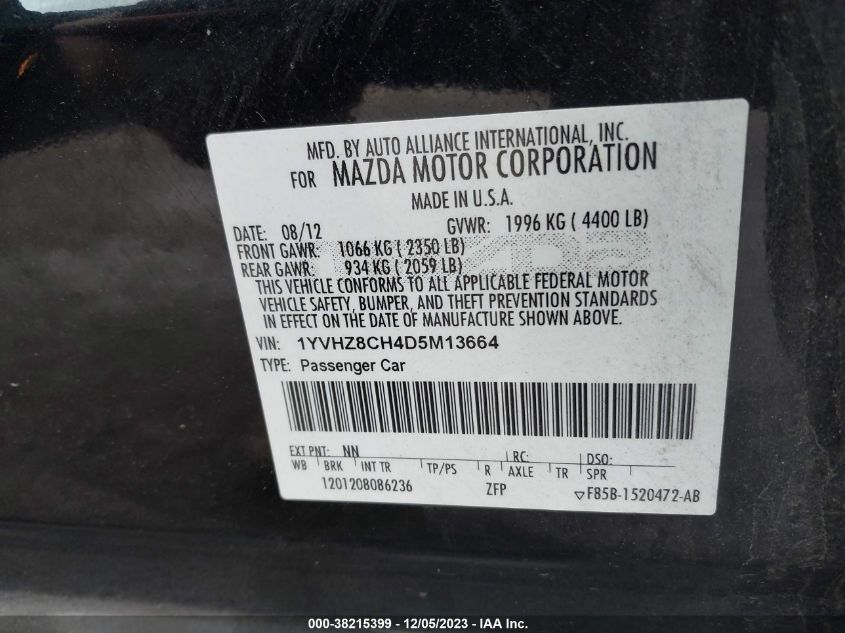 MFD. BY AUTO ALLIANCE INTERNATIONAL, INC.
FOR MAZDA MOTOR CORPORATION
MADE IN U.S.A.
DATE: 08/12 GVWR: 1996 KG ( 4400 LB)
FRONT GAWR: 1066 KG ( 2350 LB)
REAR GAWR: 934 KG ( 2059 LB)
THIS VEHICLE CONFORMS TO ALL APPLICABLE FEDERAL MOTOR
VEHICLE SAFETY, BUMPER, AND THEFT PREVENTION STANDARDS
IN EFFECT ON THE DATE OF MANUFACTURE SHOWN ABOVE.
VIN: 1YVHZ8CH4D5M13664
TYPE: Passenger Car
EXT PNT: NN RC: DSO:
WB BRK INT TR TP/PS R AXLE TR SPR
1201208086236 ZFP F85B-1520472-AB
000-38215399 - 12/05/2023 - IAA Inc.